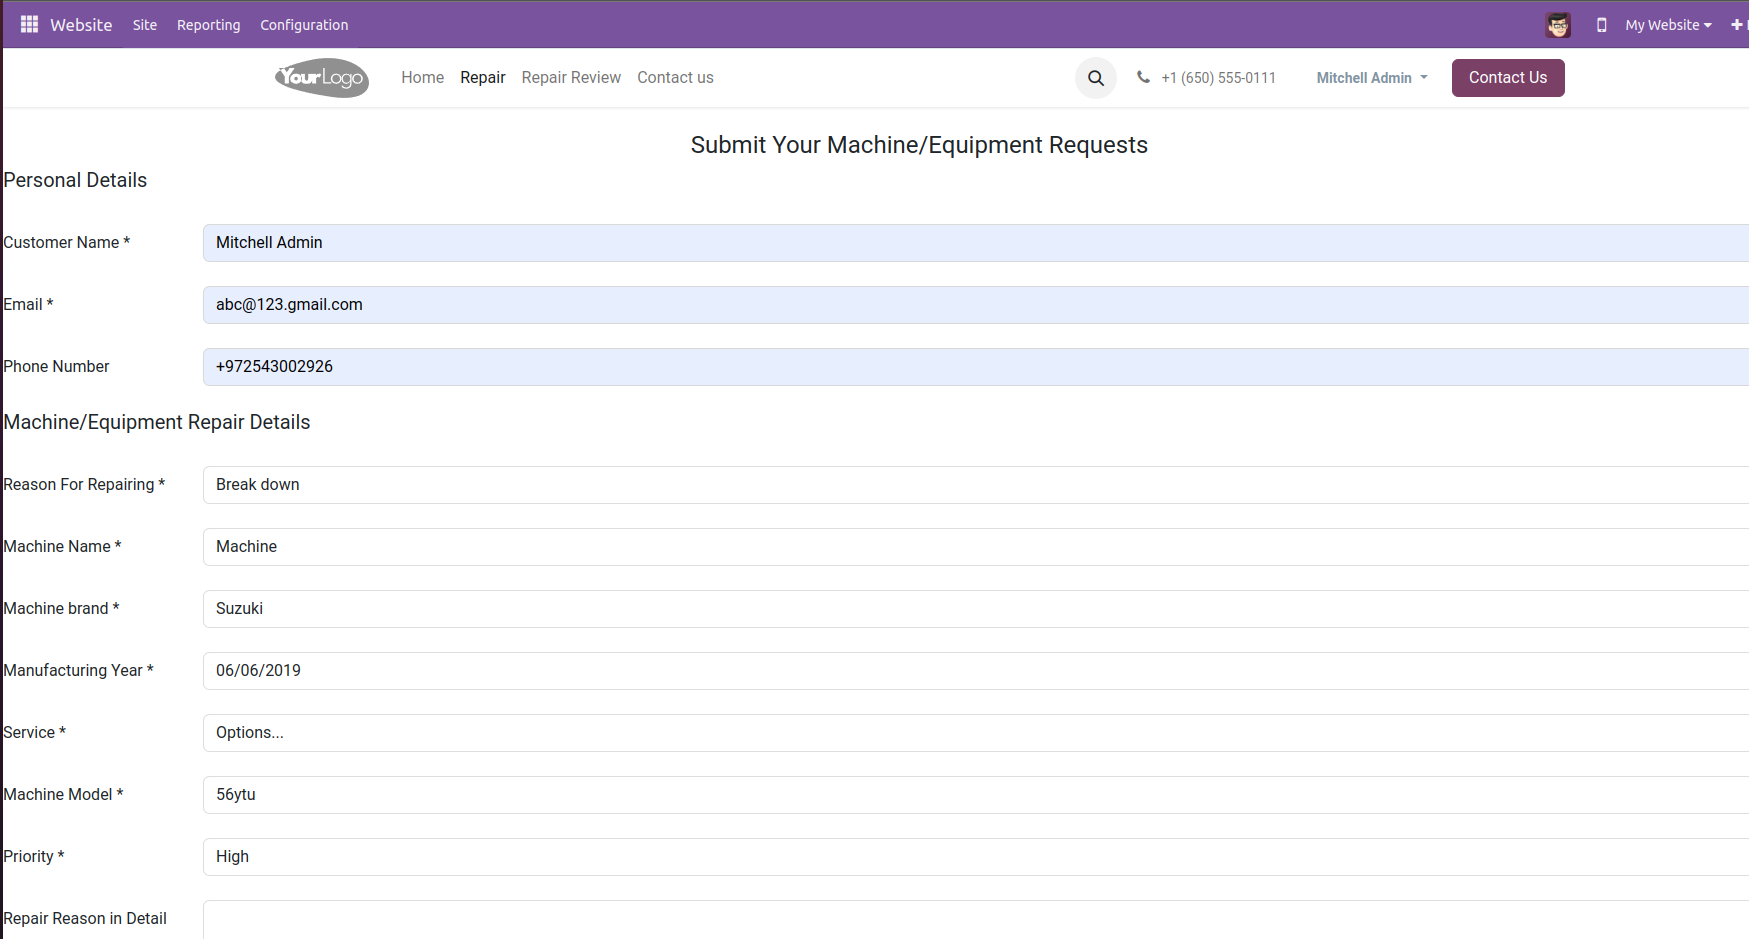 Website Site Reporting Configuration My Website
YourLogo Home Repair Repair Review Contact us +1 (650) 555-0111 Mitchell Admin Contact Us
Submit Your Machine/Equipment Requests
Personal Details
Customer Name * Mitchell Admin
Email * abc@123.gmail.com
Phone Number +972543002926
Machine/Equipment Repair Details
Reason For Repairing * Break down
Machine Name * Machine
Machine brand * Suzuki
Manufacturing Year * 06/06/2019
Service * Options...
Machine Model * 56ytu
Priority * High
Repair Reason in Detail